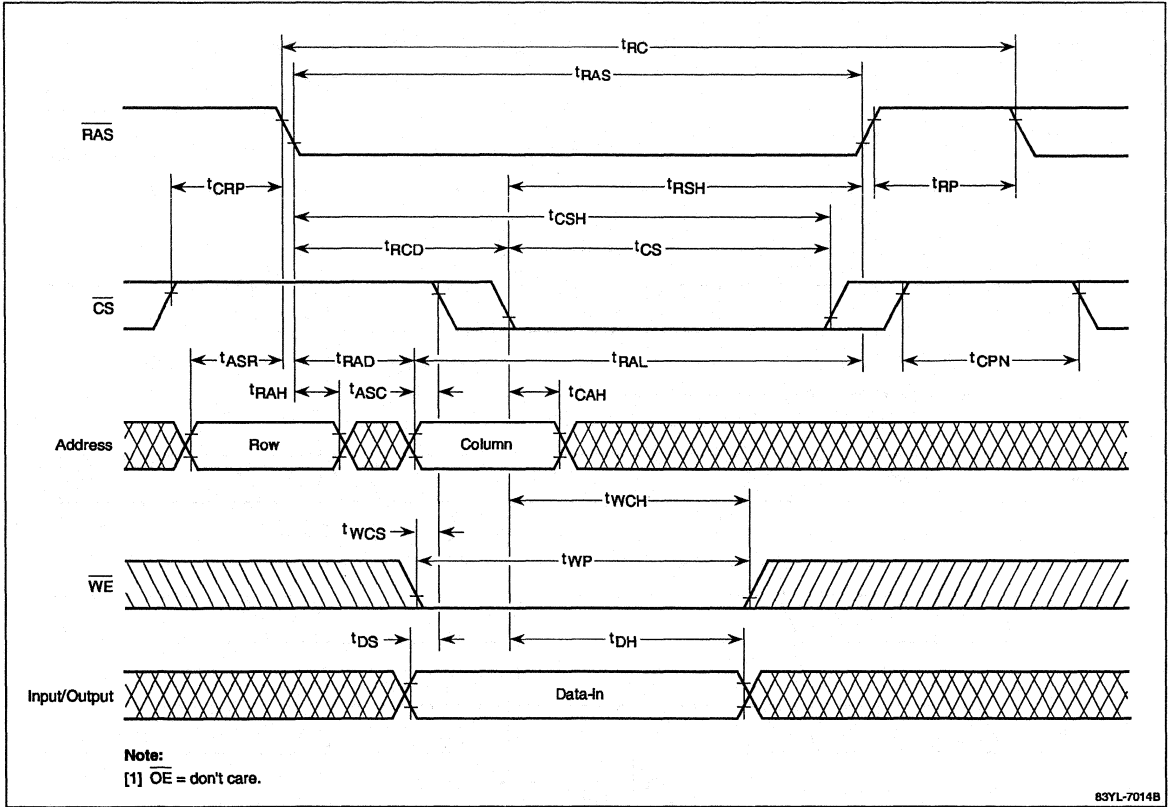 tRC
tRAS
RAS
tCRP
tRSH
tRP
tCSH
tRCD
tCS
CS
tASR
tRAD
tRAL
tCPN
tRAH
tASC
tCAH
Address
Row
Column
tWCH
tWCS
tWP
WE
tDS
tDH
Input/Output
Data-In
Note:
[1] OE = don't care.
83YL-7014B